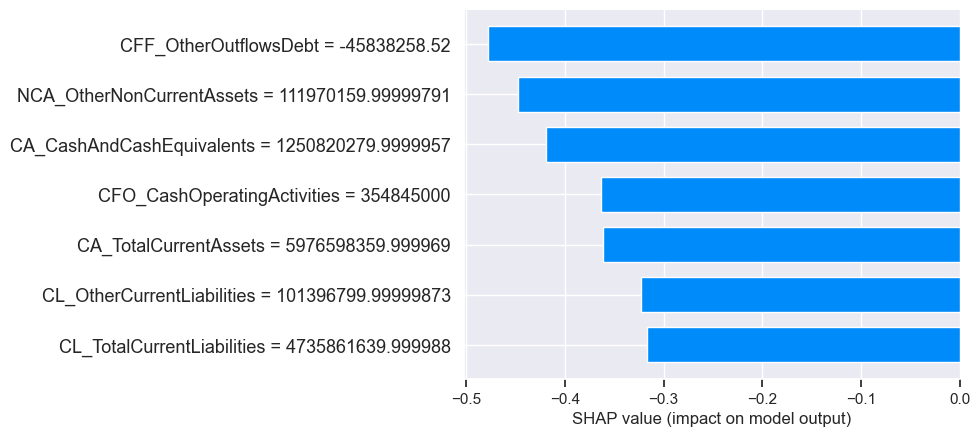 CFF_OtherOutflowsDebt = -45838258.52
NCA_OtherNonCurrentAssets = 111970159.99999791
CA_CashAndCashEquivalents = 1250820279.9999957
CFO_CashOperatingActivities = 354845000
CA_TotalCurrentAssets = 5976598359.999969
CL_OtherCurrentLiabilities = 101396799.99999873
CL_TotalCurrentLiabilities = 4735861639.999988
−0.5 −0.4 −0.3 −0.2 −0.1 0.0
SHAP value (impact on model output)